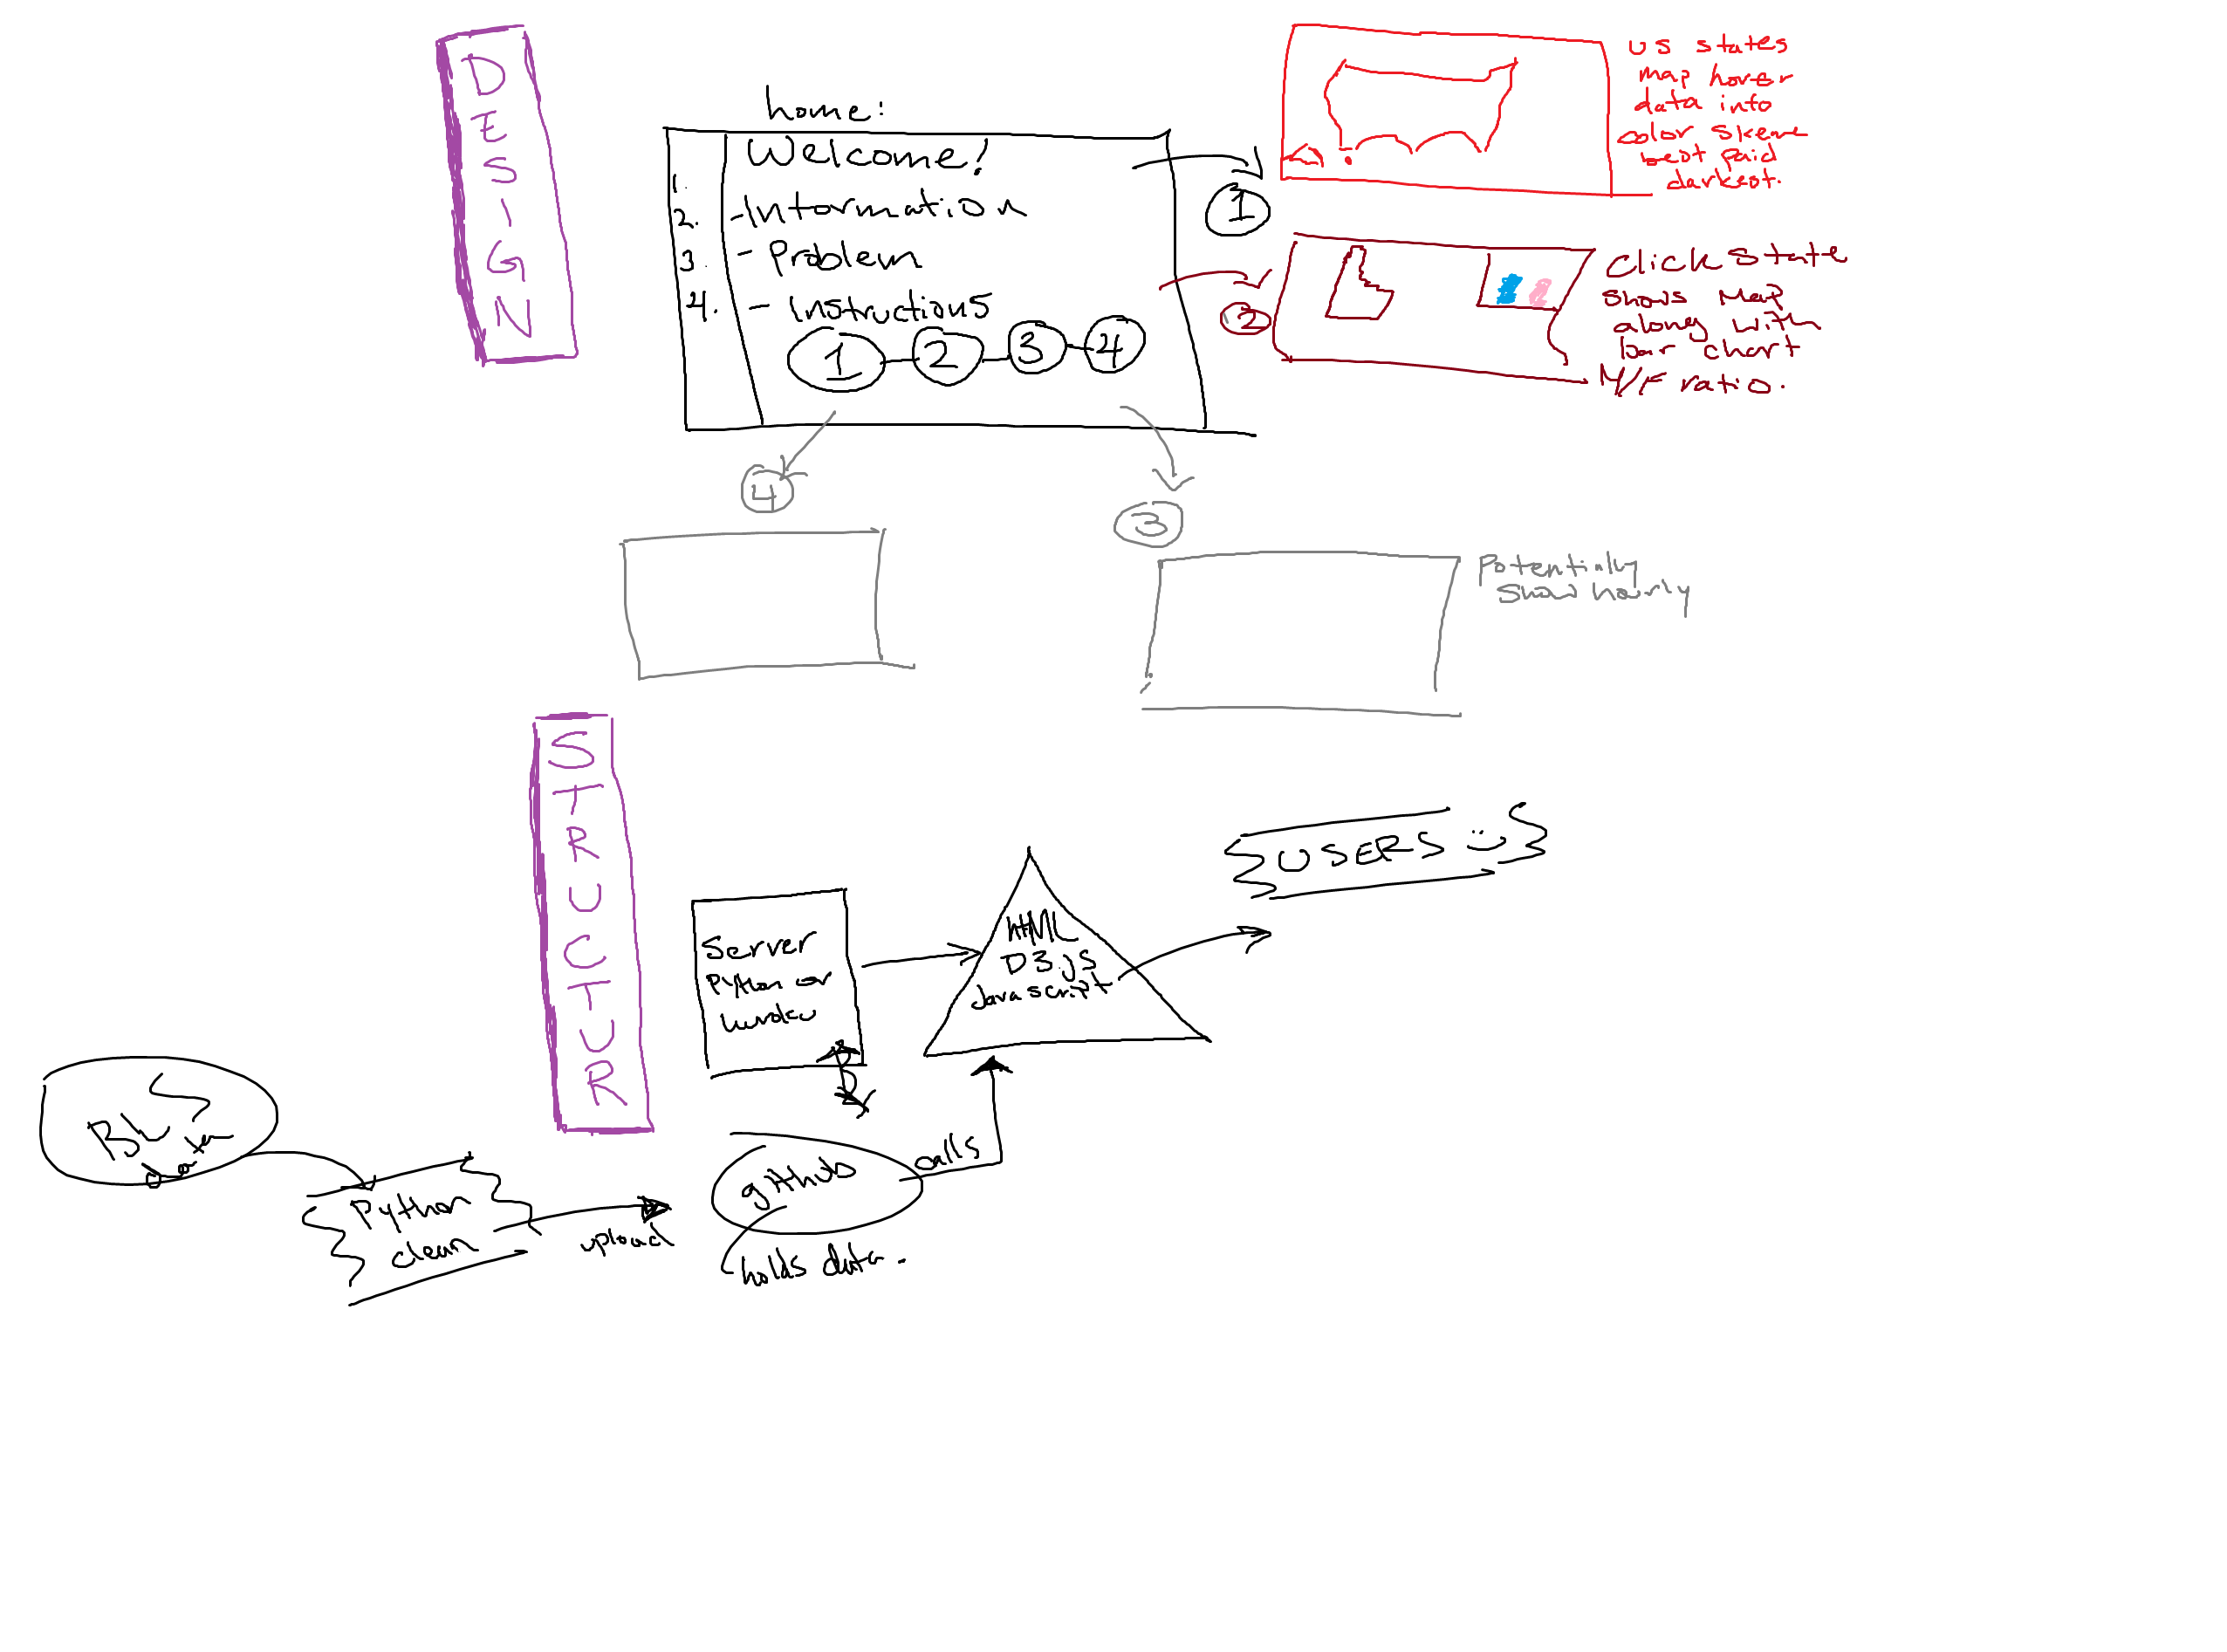 DESIGN
home:
Welcome!
1.
2. - Information
3. - Problem
4. - Instructions
1 2 3 4
1
us states
map hover
data info
color skeme
best paid
darkest.
2
Click State
shows Map
along with
bar chart
M/F ratio.
4
3
Potentially
show hourly
STRUCTUR
USERS
Server
Python or
HTML
D3.js
Javascript
BLS
Data
Python
clean
upload
github
calls
holds data.